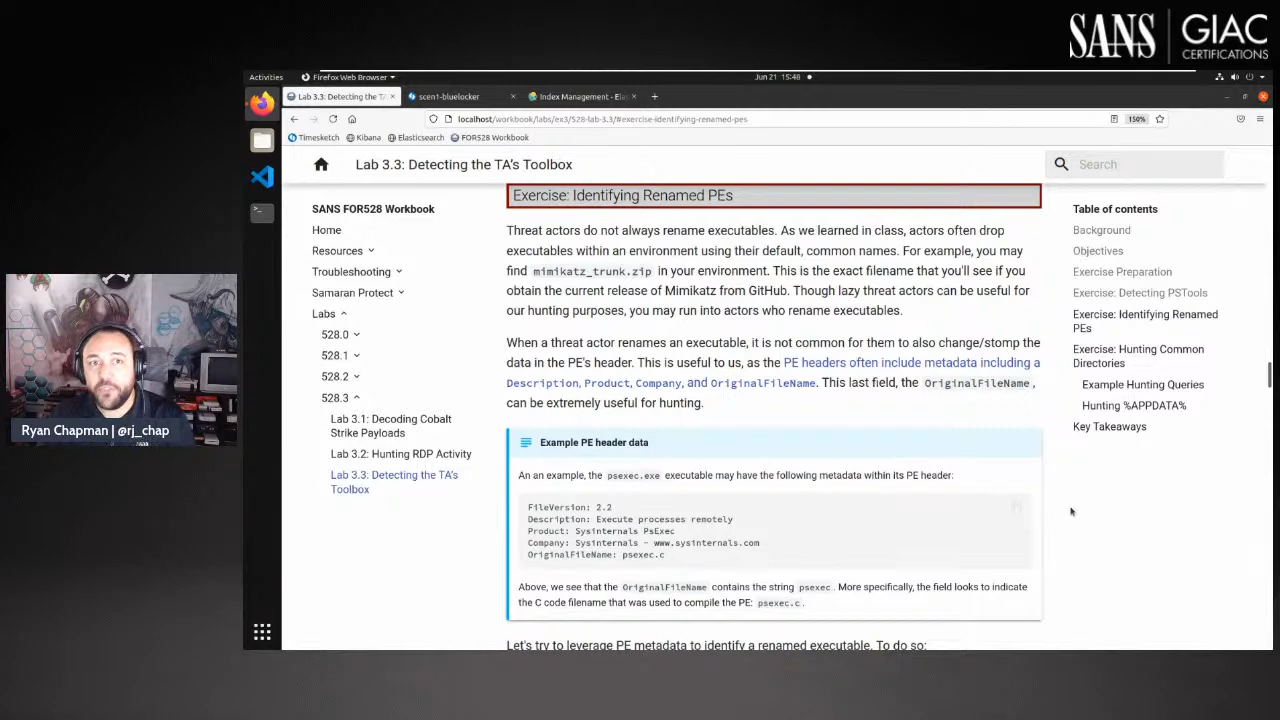 SANS GIAC CERTIFICATIONS
Activities Firefox Web Browser Jun 21 15:48
Lab 3.3: Detecting the TA' scen1-bluelocker Index Management - Elas
localhost/workbook/labs/ex3/528-lab-3.3/#exercise-identifying-renamed-pes 150%
Timesketch Kibana Elasticsearch FOR528 Workbook
Lab 3.3: Detecting the TA's Toolbox
Search
SANS FOR528 Workbook
Home
Resources
Troubleshooting
Samaran Protect
Labs
528.0
528.1
528.2
528.3
Lab 3.1: Decoding Cobalt
Strike Payloads
Lab 3.2: Hunting RDP Activity
Lab 3.3: Detecting the TA's
Toolbox
Exercise: Identifying Renamed PEs
Threat actors do not always rename executables. As we learned in class, actors often drop
executables within an environment using their default, common names. For example, you may
find mimikatz_trunk.zip in your environment. This is the exact filename that you'll see if you
obtain the current release of Mimikatz from GitHub. Though lazy threat actors can be useful for
our hunting purposes, you may run into actors who rename executables.
When a threat actor renames an executable, it is not common for them to also change/stomp the
data in the PE's header. This is useful to us, as the PE headers often include metadata including a
Description, Product, Company, and OriginalFileName. This last field, the OriginalFileName,
can be extremely useful for hunting.
Example PE header data
An an example, the psexec.exe executable may have the following metadata within its PE header:
FileVersion: 2.2
Description: Execute processes remotely
Product: Sysinternals PsExec
Company: Sysinternals - www.sysinternals.com
OriginalFileName: psexec.c
Above, we see that the OriginalFileName contains the string psexec. More specifically, the field looks to indicate
the C code filename that was used to compile the PE: psexec.c.
Let's try to leverage PE metadata to identify a renamed executable. To do so:
Table of contents
Background
Objectives
Exercise Preparation
Exercise: Detecting PSTools
Exercise: Identifying Renamed
PEs
Exercise: Hunting Common
Directories
Example Hunting Queries
Hunting %APPDATA%
Key Takeaways
Ryan Chapman | @rj_chap